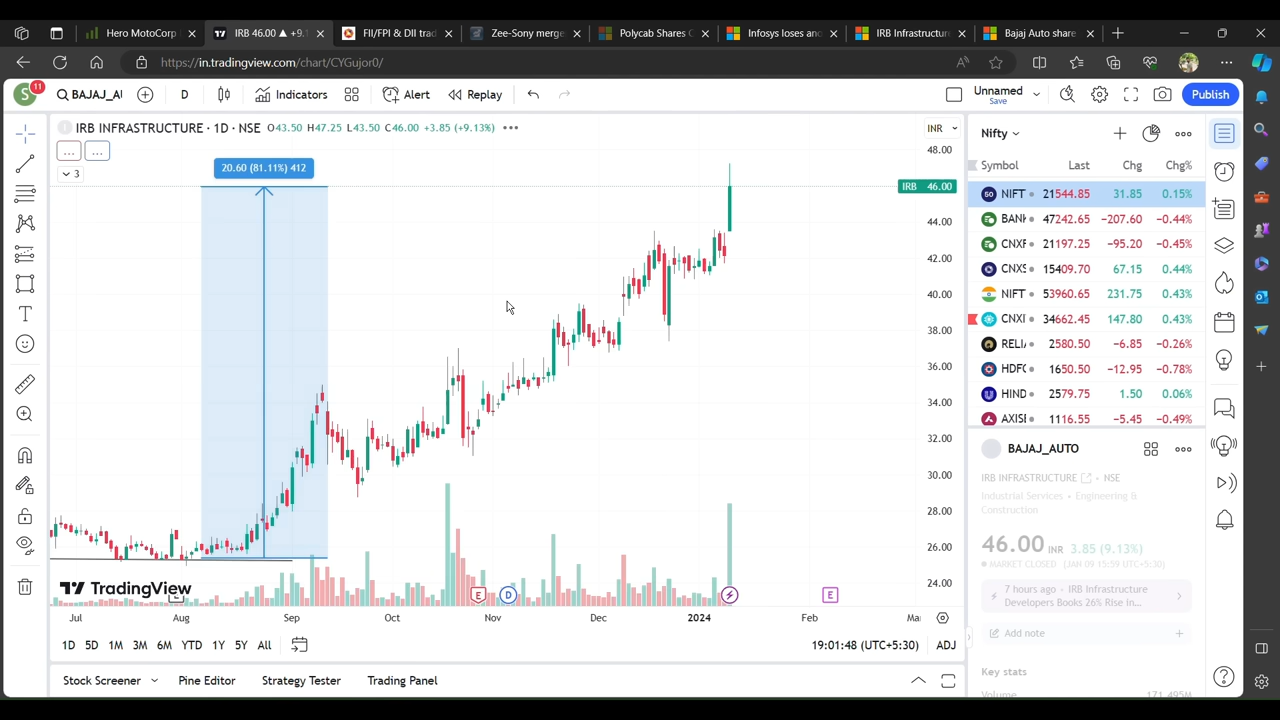 Hero MotoCorp
IRB 46.00 ▲ +9.1
FII/FPI & DII trad
Zee-Sony merge
Polycab Shares C
Infosys loses and
IRB Infrastructure
Bajaj Auto share
https://in.tradingview.com/chart/CYGujor0/
S
11
BAJAJ_AU
D
Indicators
Alert
Replay
Unnamed
Save
Publish
IRB INFRASTRUCTURE · 1D · NSE O43.50 H47.25 L43.50 C46.00 +3.85 (+9.13%)
INR
3
20.60 (81.11%) 412
48.00
IRB 46.00
44.00
42.00
40.00
38.00
36.00
34.00
32.00
30.00
28.00
26.00
24.00
TradingView
E
D
E
Jul Aug Sep Oct Nov Dec 2024 Feb Mar
1D 5D 1M 3M 6M YTD 1Y 5Y All
19:01:48 (UTC+5:30) ADJ
Stock Screener
Pine Editor
Strategy Tester
Trading Panel
Nifty
Symbol Last Chg Chg%
50 NIFT 21544.85 31.85 0.15%
BANK 47242.65 −207.60 −0.44%
CNXF 21197.25 −95.20 −0.45%
CNXS 15409.70 67.15 0.44%
NIFT 53960.65 231.75 0.43%
CNXI 34662.45 147.80 0.43%
RELIA 2580.50 −6.85 −0.26%
HDFC 1650.50 −12.95 −0.78%
HIND 2579.75 1.50 0.06%
AXISI 1116.55 −5.45 −0.49%
BAJAJ_AUTO
IRB INFRASTRUCTURE • NSE
Industrial Services • Engineering &
Construction
46.00 INR 3.85 (9.13%)
MARKET CLOSED (JAN 09 15:59 UTC+5:30)
7 hours ago • IRB Infrastructure
Developers Books 26% Rise in...
Add note
Key stats
Volume 171.495M